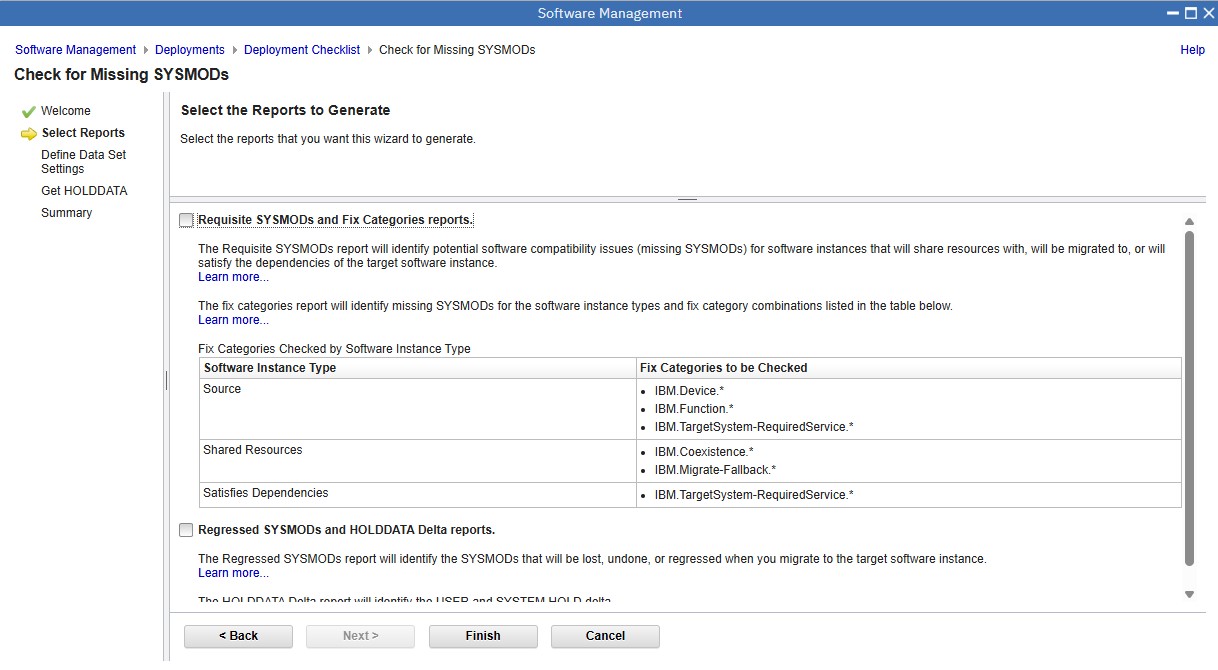 Software Management
Software Management Deployments Deployment Checklist Check for Missing SYSMODs Help
Check for Missing SYSMODs
Welcome
Select Reports
Define Data Set
Settings
Get HOLDDATA
Summary
Select the Reports to Generate
Select the reports that you want this wizard to generate.
Requisite SYSMODs and Fix Categories reports.
The Requisite SYSMODs report will identify potential software compatibility issues (missing SYSMODs) for software instances that will share resources with, will be migrated to, or will
satisfy the dependencies of the target software instance.
Learn more...
The fix categories report will identify missing SYSMODs for the software instance types and fix category combinations listed in the table below.
Learn more...
Fix Categories Checked by Software Instance Type
Software Instance Type Fix Categories to be Checked
Source
• IBM.Device.*
• IBM.Function.*
• IBM.TargetSystem-RequiredService.*
Shared Resources
• IBM.Coexistence.*
• IBM.Migrate-Fallback.*
Satisfies Dependencies
• IBM.TargetSystem-RequiredService.*
Regressed SYSMODs and HOLDDATA Delta reports.
The Regressed SYSMODs report will identify the SYSMODs that will be lost, undone, or regressed when you migrate to the target software instance.
Learn more...
The HOLDDATA Delta report will identify the USER and SYSTEM HOLD delta
< Back Next > Finish Cancel